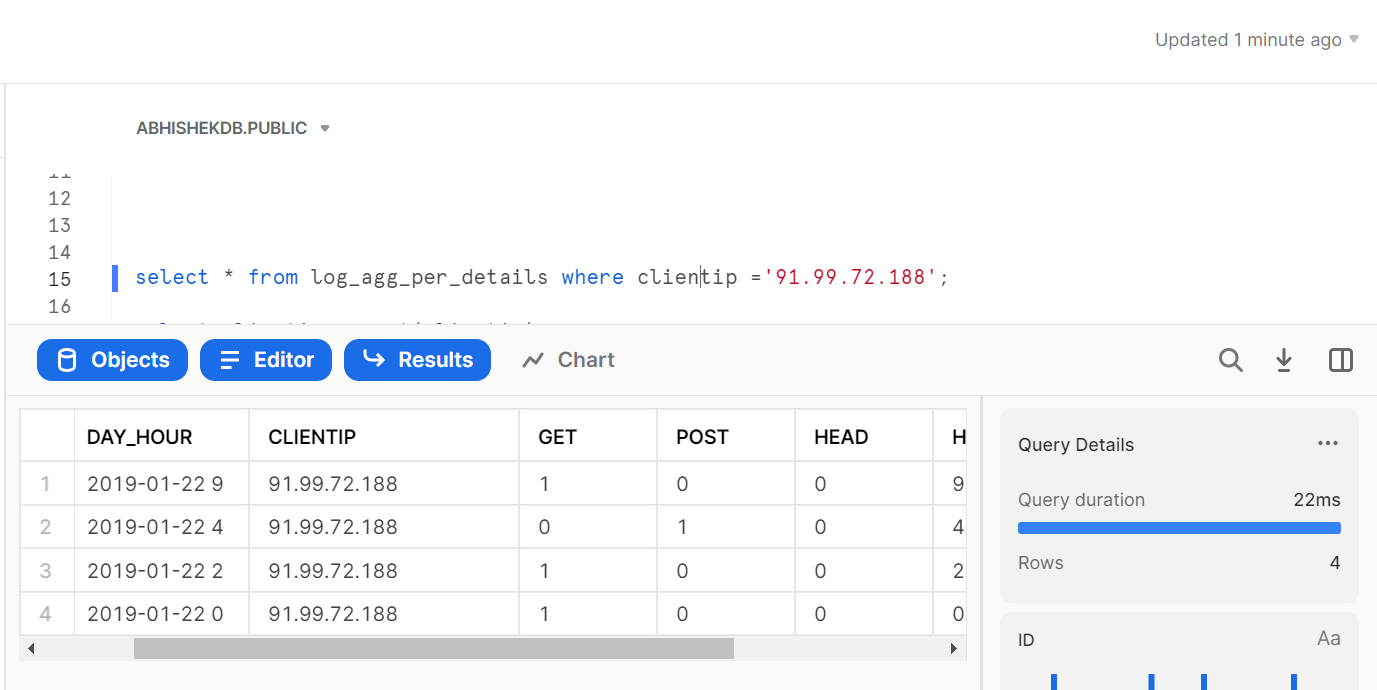 Updated 1 minute ago
ABHISHEKDB.PUBLIC
12
13
14
15 select * from log_agg_per_details where clientip ='91.99.72.188';
16
Objects Editor Results Chart
DAY_HOUR CLIENTIP GET POST HEAD H
1 2019-01-22 9 91.99.72.188 1 0 0 9
2 2019-01-22 4 91.99.72.188 0 1 0 4
3 2019-01-22 2 91.99.72.188 1 0 0 2
4 2019-01-22 0 91.99.72.188 1 0 0 0
Query Details
Query duration 22ms
Rows 4
ID Aa